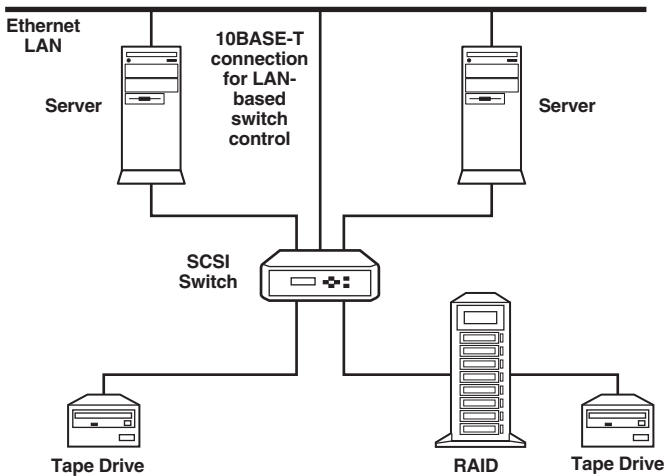 Ethernet
LAN
10BASE-T
connection
for LAN-
based
switch
control
Server
Server
SCSI
Switch
Tape Drive
RAID
Tape Drive